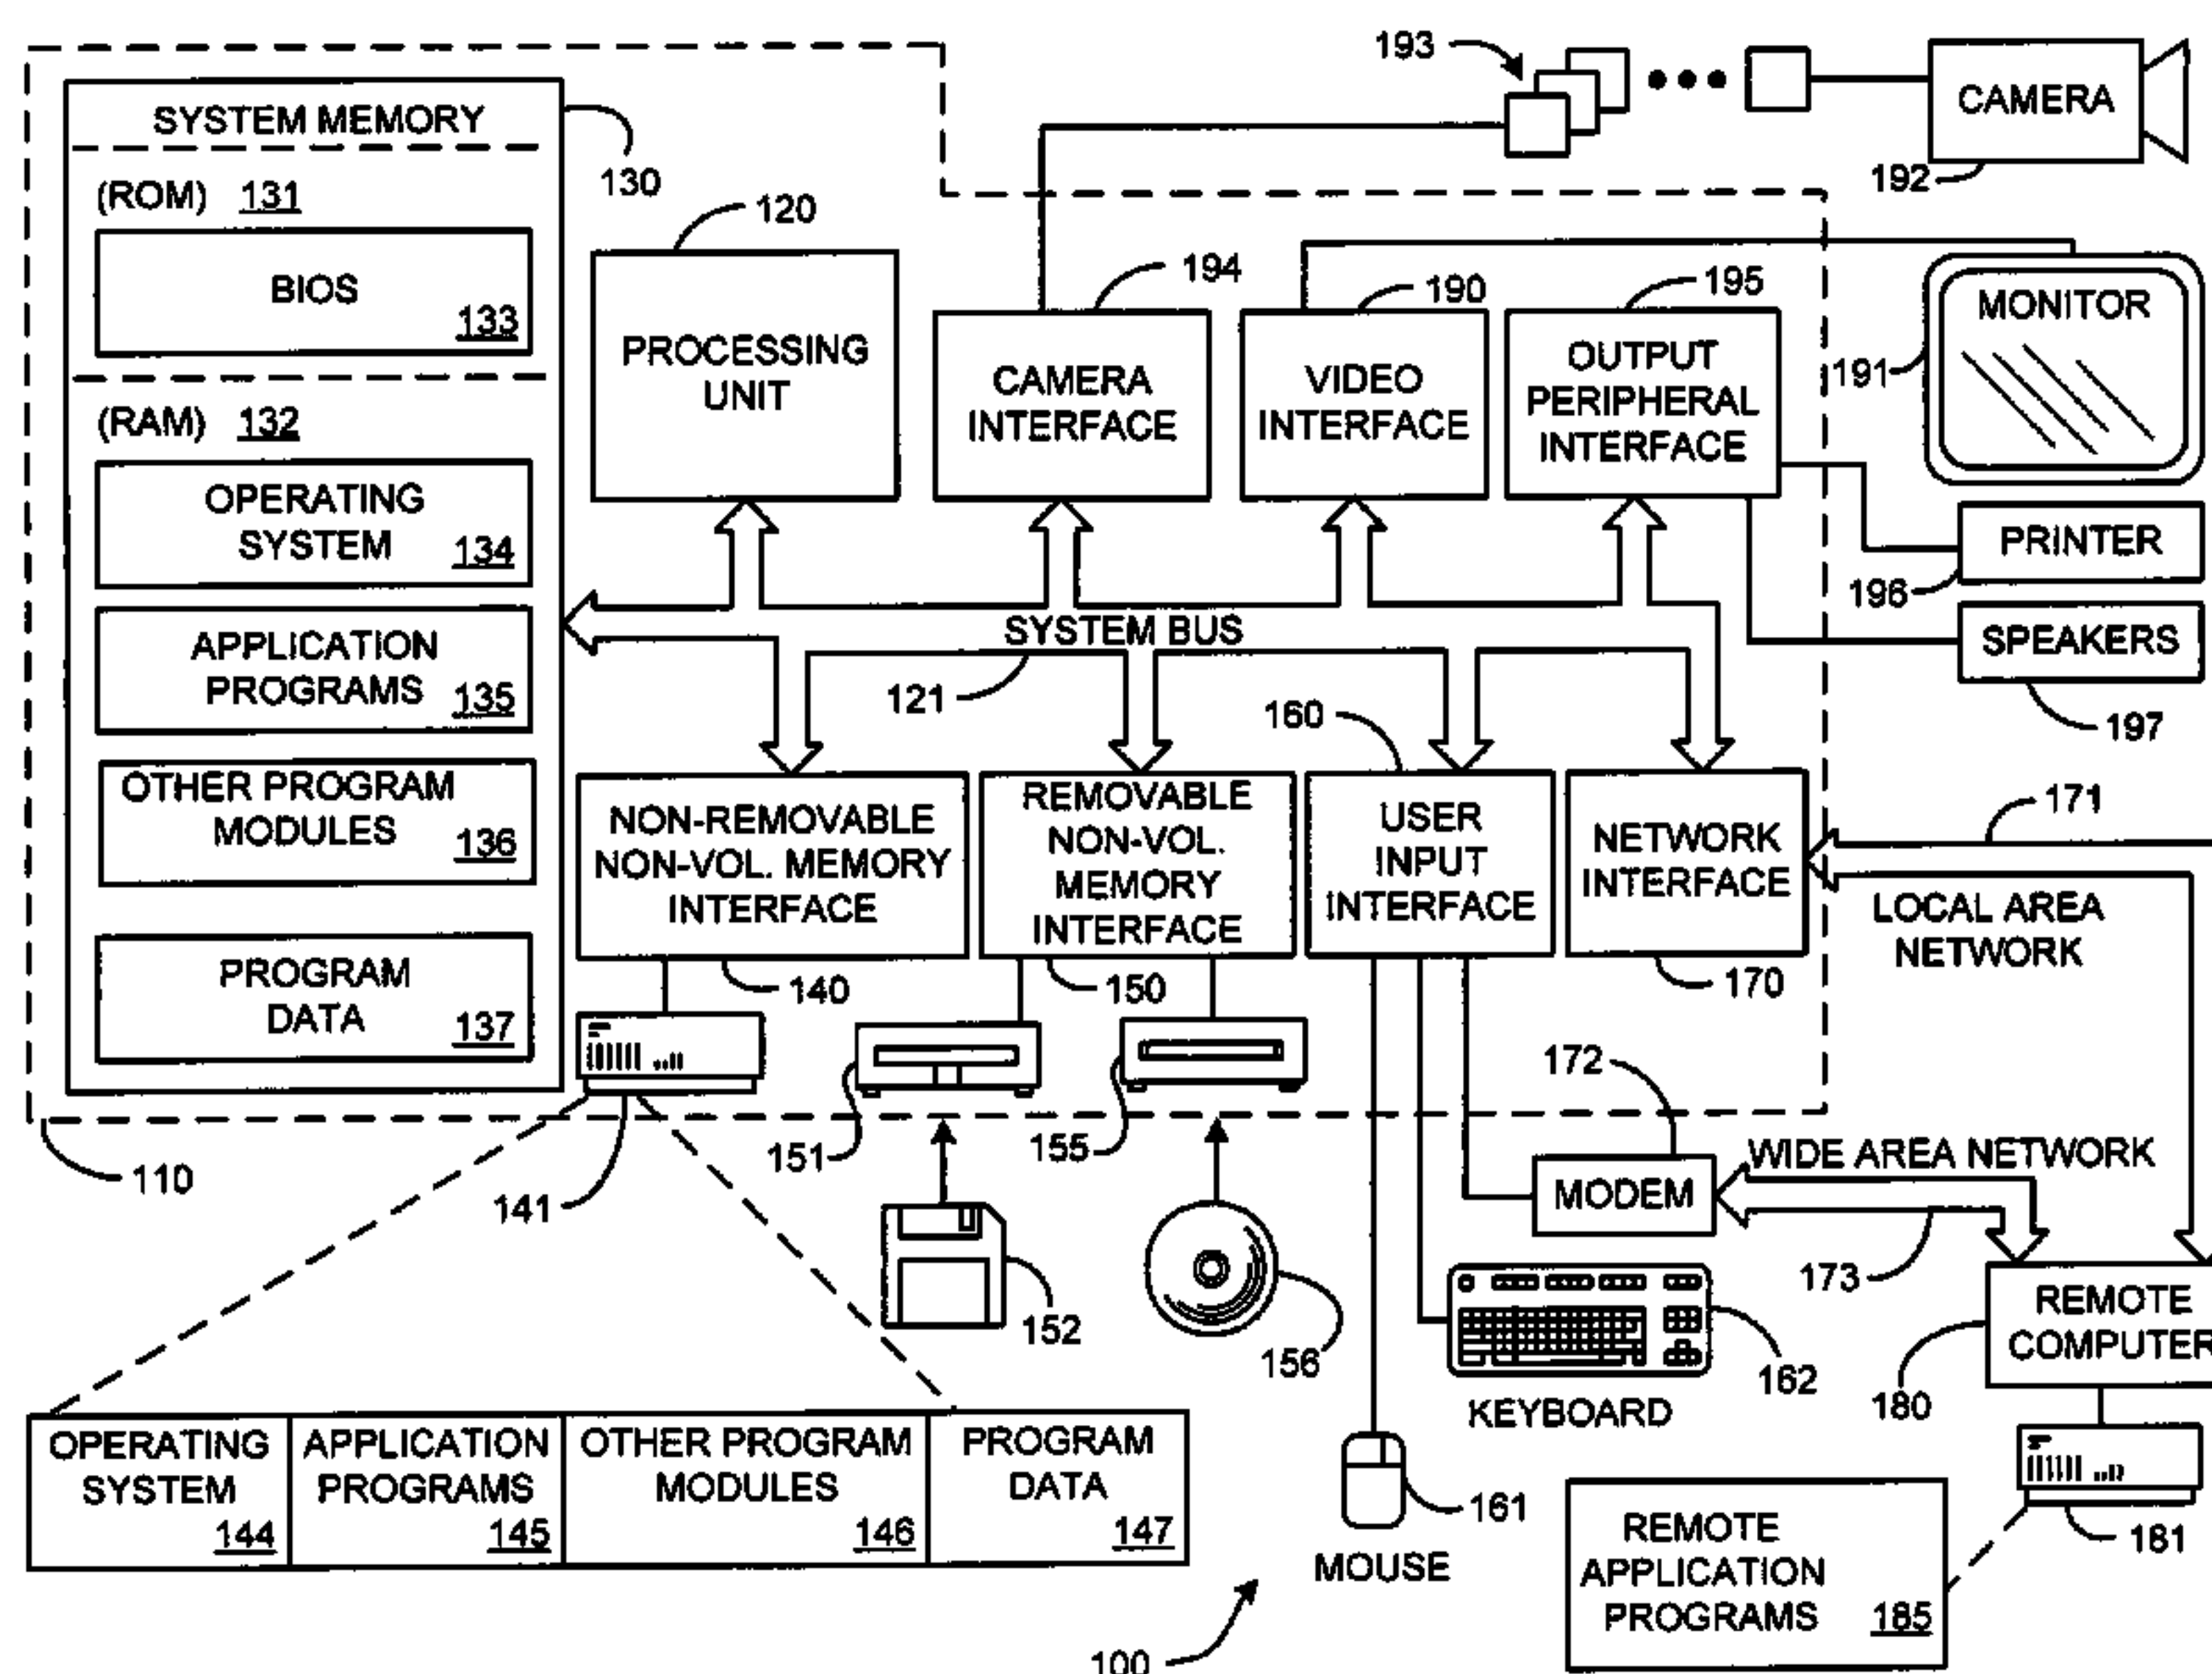 193
CAMERA
192
SYSTEM MEMORY
130
(ROM) 131
BIOS
133
(RAM) 132
OPERATING
SYSTEM 134
APPLICATION
PROGRAMS 135
OTHER PROGRAM
MODULES 136
PROGRAM
DATA 137
120
PROCESSING
UNIT
194
CAMERA
INTERFACE
190
VIDEO
INTERFACE
195
OUTPUT
PERIPHERAL
INTERFACE
MONITOR
191
PRINTER
196
SPEAKERS
197
SYSTEM BUS
121
NON-REMOVABLE
NON-VOL. MEMORY
INTERFACE
140
REMOVABLE
NON-VOL.
MEMORY
INTERFACE
150
160
USER
INPUT
INTERFACE
NETWORK
INTERFACE
170
171
LOCAL AREA
NETWORK
110
141
151
152
155
156
172
MODEM
WIDE AREA NETWORK
173
REMOTE
COMPUTER
180
181
KEYBOARD
162
161
MOUSE
OPERATING
SYSTEM
144
APPLICATION
PROGRAMS
145
OTHER PROGRAM
MODULES
146
PROGRAM
DATA
147
REMOTE
APPLICATION
PROGRAMS 185
100